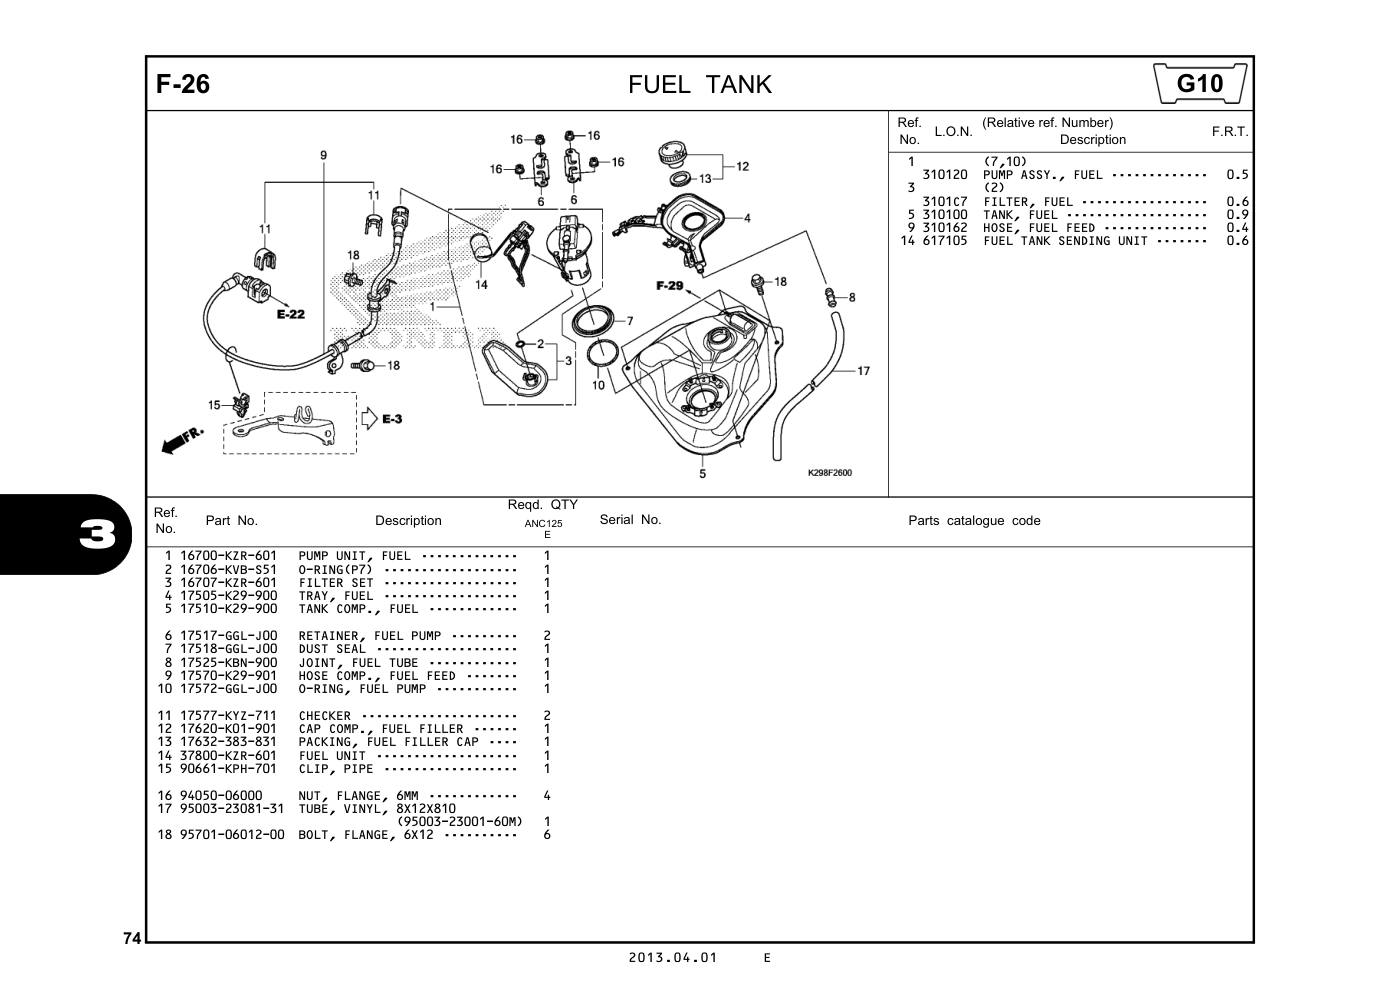 F-26 FUEL TANK G10
Ref. No. L.O.N. (Relative ref. Number) Description F.R.T.
1 (7,10)
310120 PUMP ASSY., FUEL ------------- 0.5
3 (2)
3101C7 FILTER, FUEL ----------------- 0.6
5 310100 TANK, FUEL ------------------- 0.9
9 310162 HOSE, FUEL FEED --------------- 0.4
14 617105 FUEL TANK SENDING UNIT ------- 0.6
16 16
16 16
9
12
13
11
6 6
4
11
18
14
F-29
18
8
1
E-22
7
HONDA
2
3
18
10
17
15
E-3
FR.
5
K298F2600
3
Ref. No. Part No. Description Reqd. QTY ANC125 E Serial No. Parts catalogue code
1 16700-KZR-601 PUMP UNIT, FUEL ------------- 1
2 16706-KVB-S51 O-RING(P7) ------------------ 1
3 16707-KZR-601 FILTER SET ------------------- 1
4 17505-K29-900 TRAY, FUEL ------------------ 1
5 17510-K29-900 TANK COMP., FUEL ------------ 1
6 17517-GGL-J00 RETAINER, FUEL PUMP --------- 2
7 17518-GGL-J00 DUST SEAL -------------------- 1
8 17525-KBN-900 JOINT, FUEL TUBE ------------ 1
9 17570-K29-901 HOSE COMP., FUEL FEED ------- 1
10 17572-GGL-J00 O-RING, FUEL PUMP ----------- 1
11 17577-KYZ-711 CHECKER --------------------- 2
12 17620-K01-901 CAP COMP., FUEL FILLER ------ 1
13 17632-383-831 PACKING, FUEL FILLER CAP ---- 1
14 37800-KZR-601 FUEL UNIT ------------------- 1
15 90661-KPH-701 CLIP, PIPE ------------------ 1
16 94050-06000 NUT, FLANGE, 6MM ------------ 4
17 95003-23081-31 TUBE, VINYL, 8X12X810
(95003-23001-60M) 1
18 95701-06012-00 BOLT, FLANGE, 6X12 ---------- 6
74
2013.04.01 E